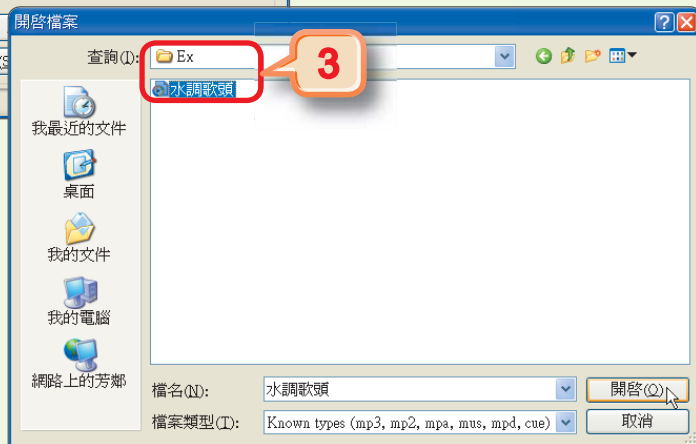 開啓檔案
查詢(I):
Ex
3
水調歌頭
我最近的文件
桌面
我的文件
我的電腦
網路上的芳鄰
檔名(N):
水調歌頭
開啓(O)
檔案類型(T):
Known types (mp3, mp2, mpa, mus, mpd, cue)
取消